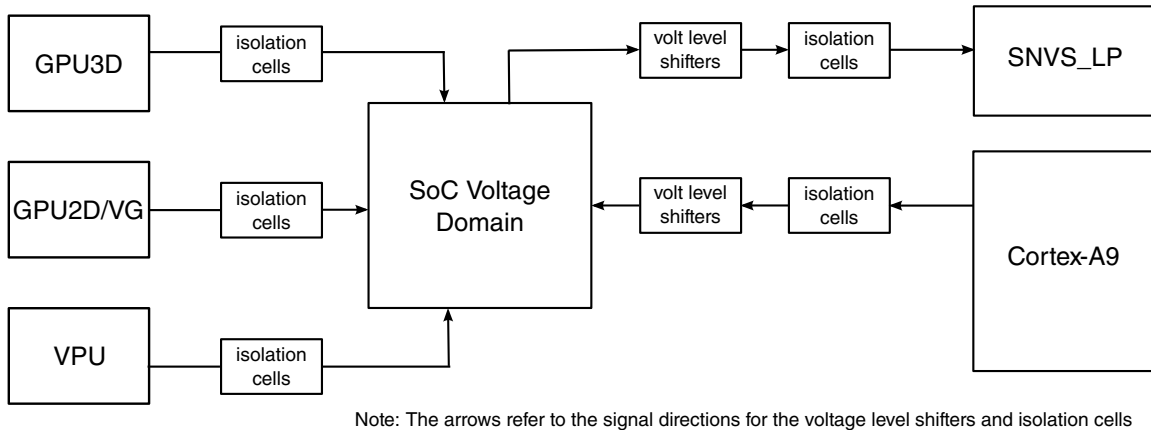 GPU3D
isolation
cells
volt level
shifters
isolation
cells
SNVS_LP
GPU2D/VG
isolation
cells
SoC Voltage
Domain
volt level
shifters
isolation
cells
Cortex-A9
VPU
isolation
cells
Note: The arrows refer to the signal directions for the voltage level shifters and isolation cells